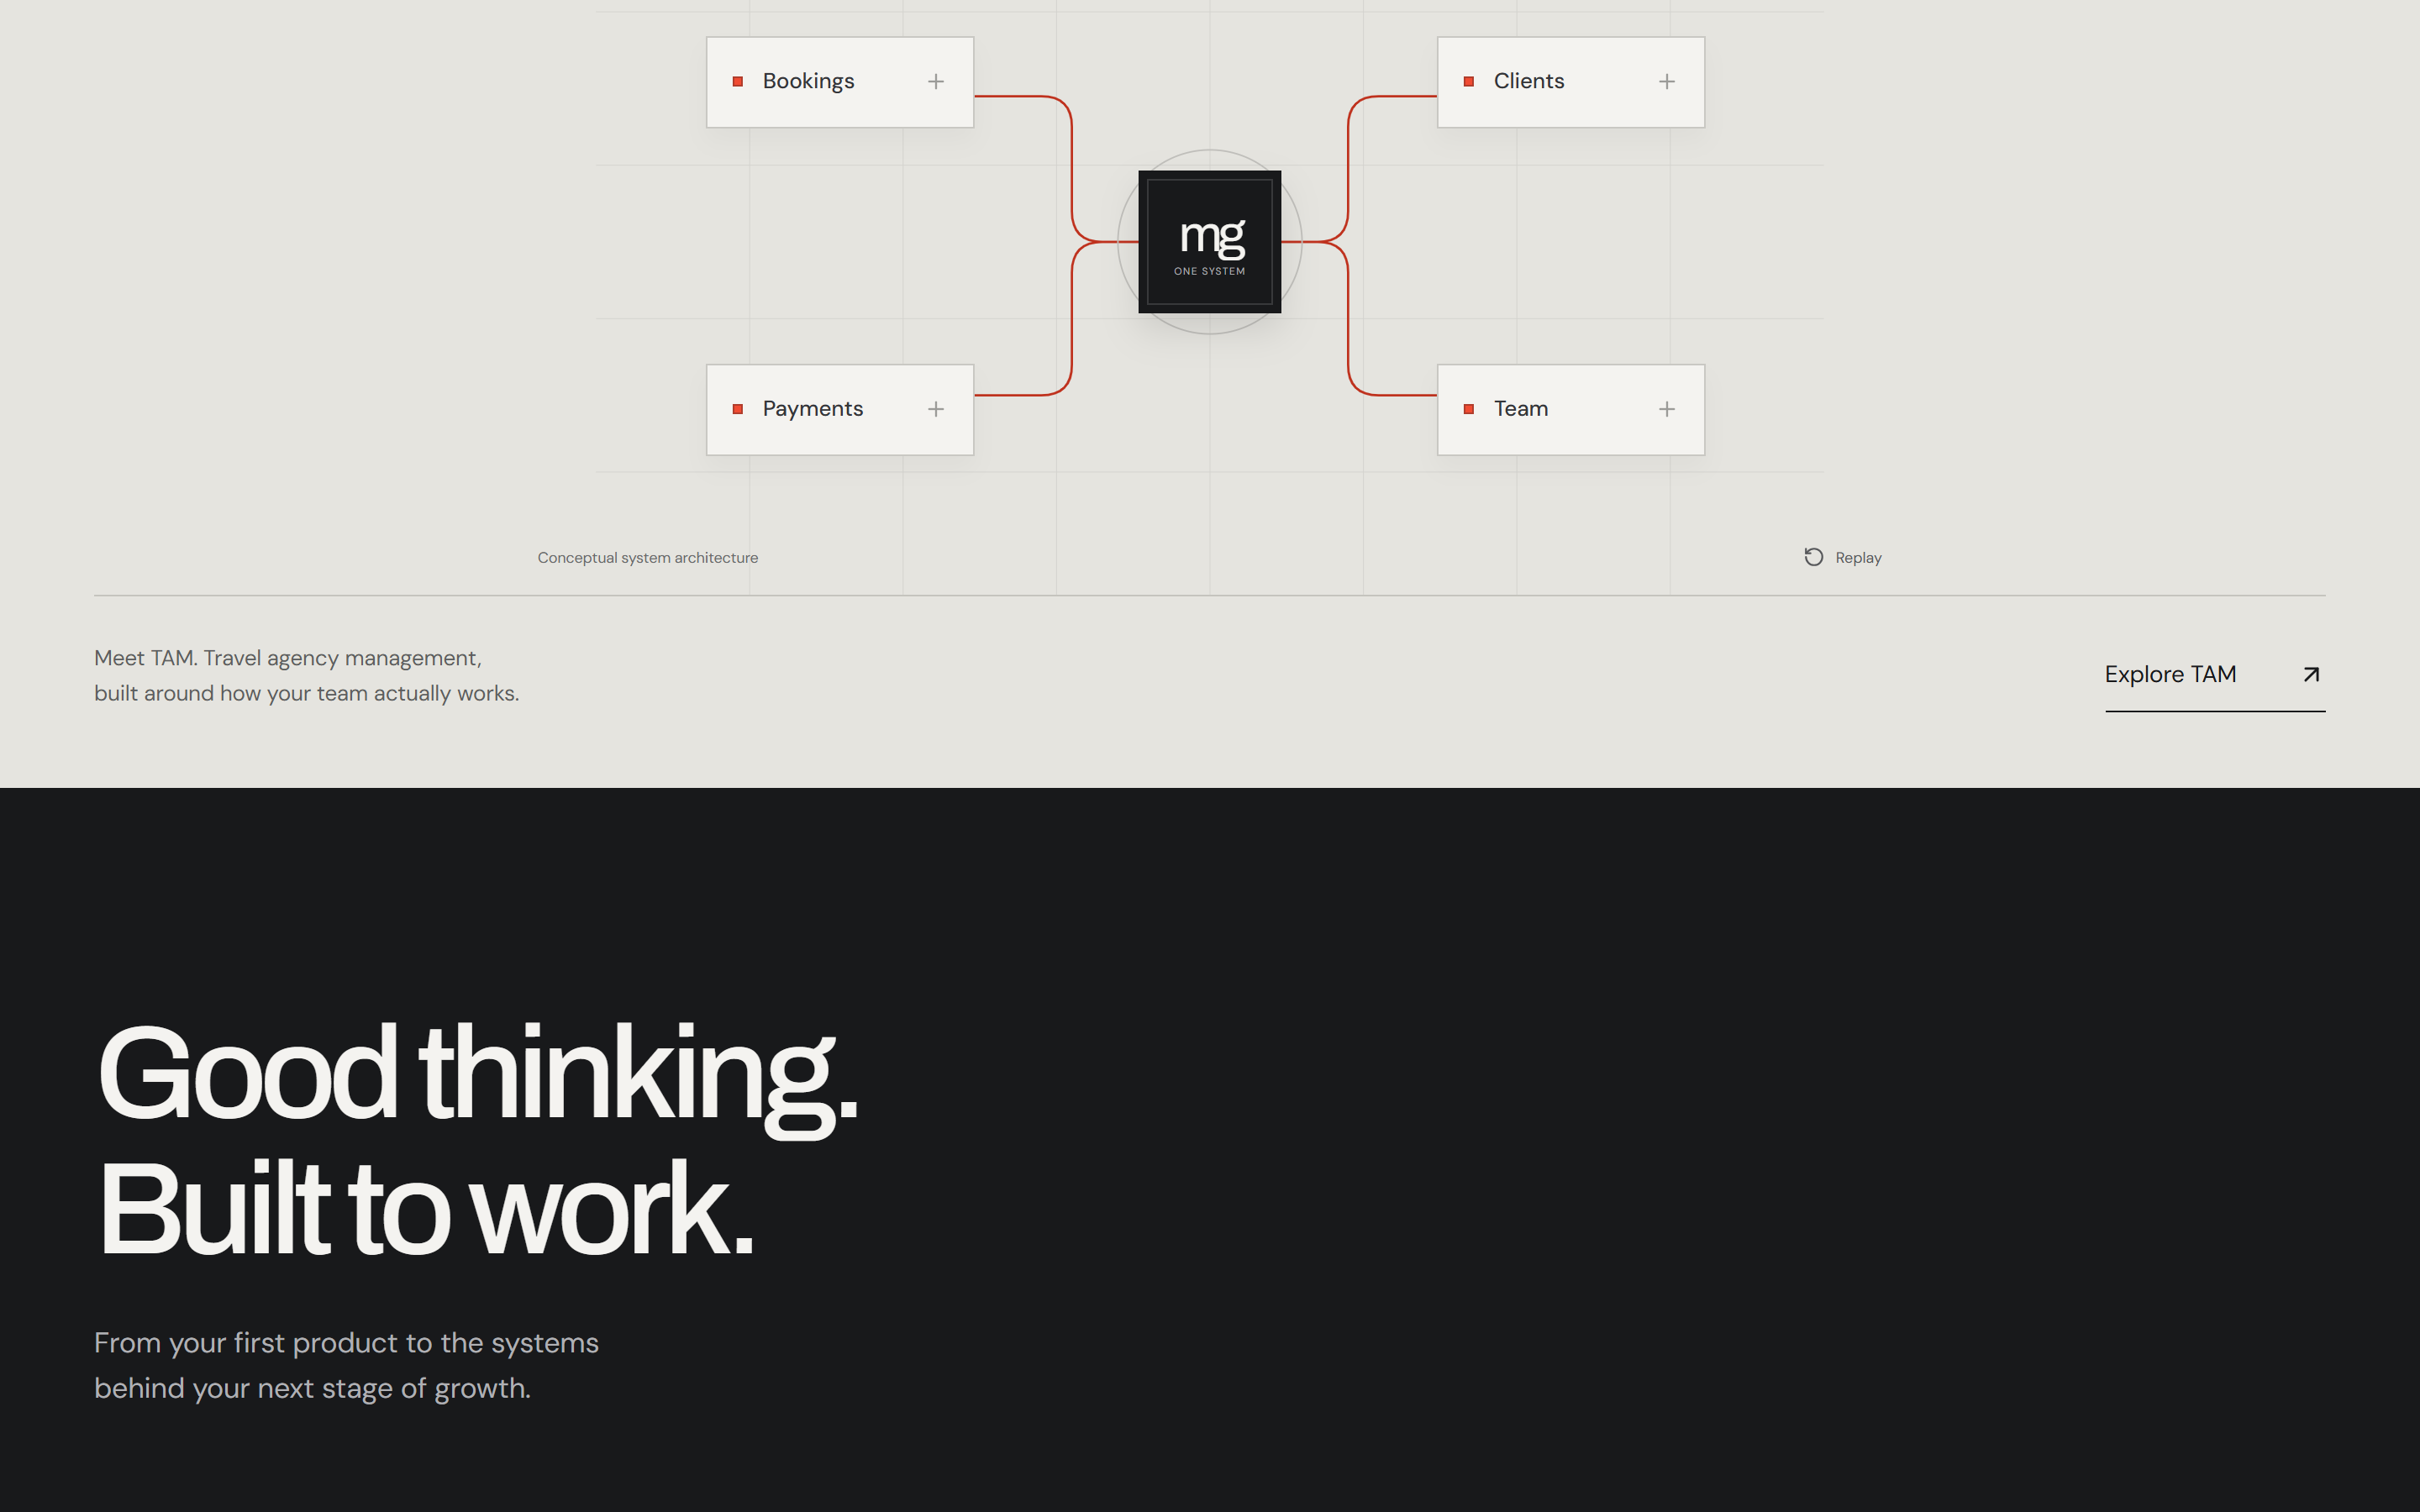 Bookings
Clients
mg
ONE SYSTEM
Payments
Team
Conceptual system architecture
Replay
Meet TAM. Travel agency management,
built around how your team actually works.
Explore TAM
Good thinking.
Built to work.
From your first product to the systems
behind your next stage of growth.